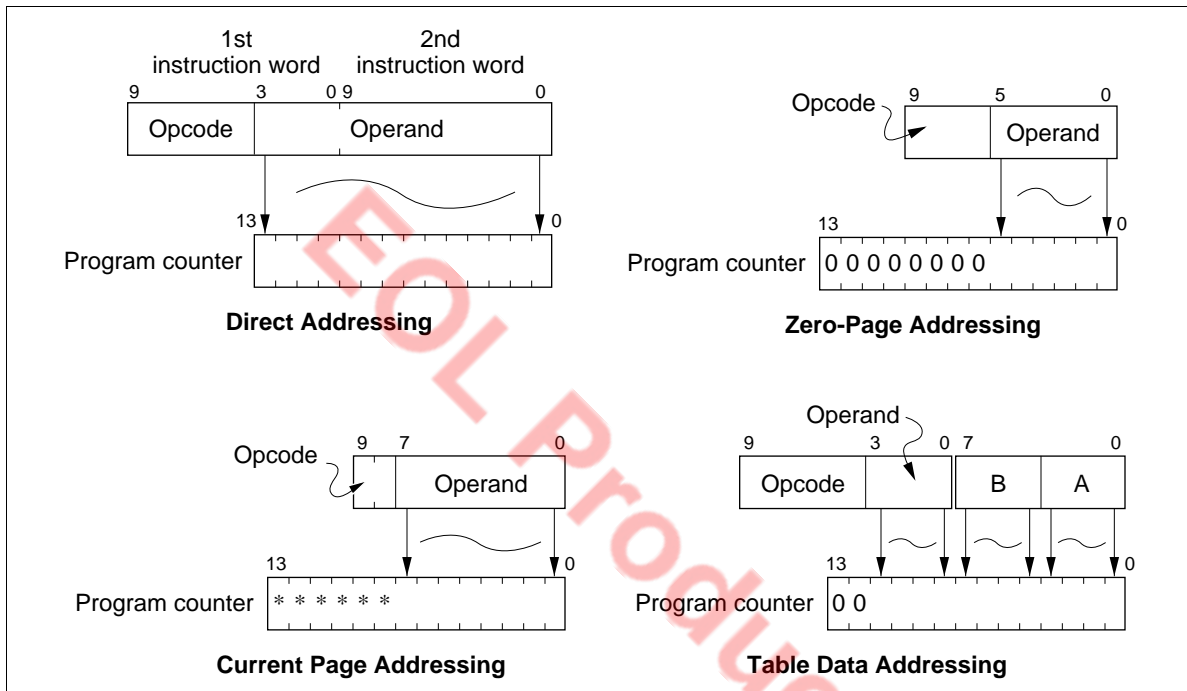 1st
instruction word
2nd
instruction word
9 3 0 9 0
Opcode Operand
13 0
Program counter
Direct Addressing
Opcode
9 5 0
Operand
13 0
Program counter
0 0 0 0 0 0 0 0
Zero-Page Addressing
Opcode
9 7 0
Operand
13 0
Program counter
* * * * * *
Current Page Addressing
Operand
9 3 0 7 0
Opcode B A
13 0
Program counter
0 0
Table Data Addressing
EOL Produ